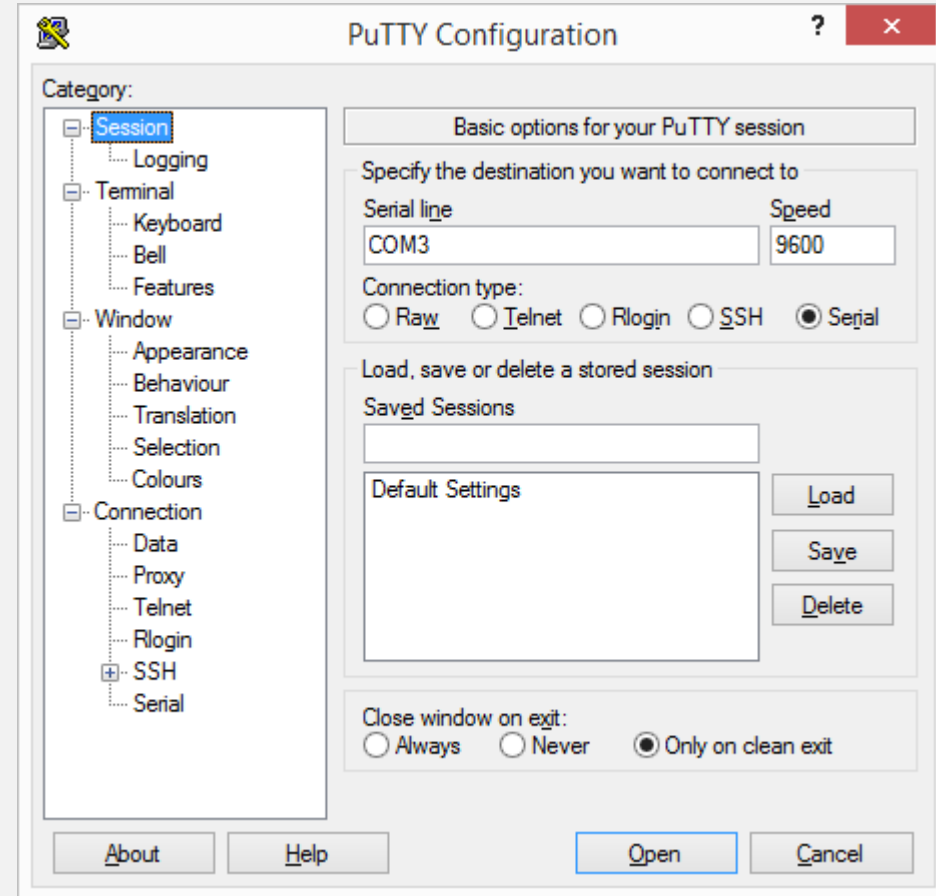 PuTTY Configuration ?
Category:
Session
Logging
Terminal
Keyboard
Bell
Features
Window
Appearance
Behaviour
Translation
Selection
Colours
Connection
Data
Proxy
Telnet
Rlogin
SSH
Serial
Basic options for your PuTTY session
Specify the destination you want to connect to
Serial line Speed
COM3 9600
Connection type:
Raw Telnet Rlogin SSH Serial
Load, save or delete a stored session
Saved Sessions
Default Settings
Load
Save
Delete
Close window on exit:
Always Never Only on clean exit
About Help Open Cancel